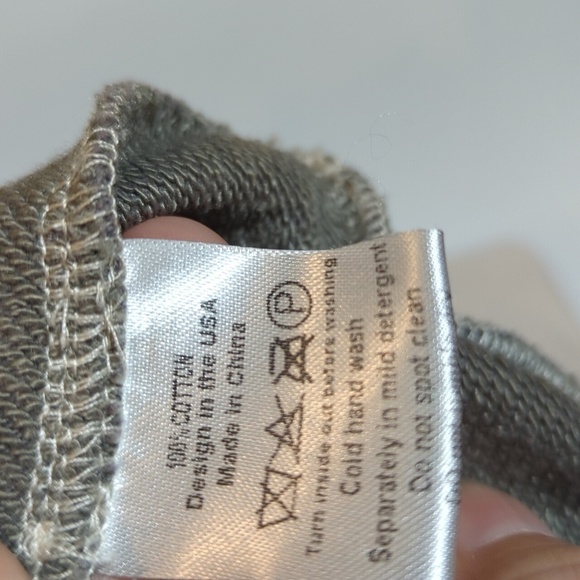 100% COTTON
Design in the USA
Made in China
P
Turn inside out before washing
Cold hand wash
Separately in mild detergent
Do not spot clean